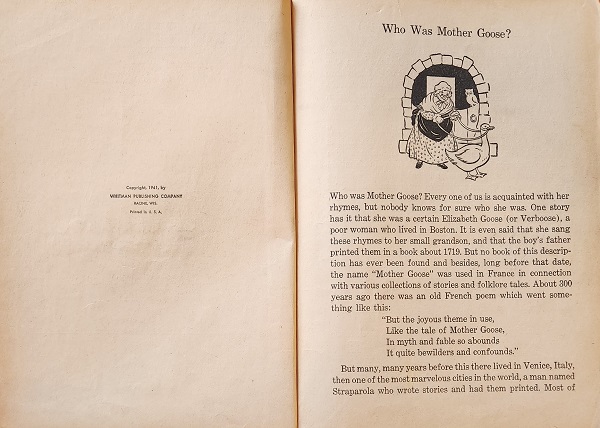 Copyright, 1941, by
WHITMAN PUBLISHING COMPANY
RACINE, WIS.
Printed in U. S. A.
Who Was Mother Goose?
Who was Mother Goose? Every one of us is acquainted with her
rhymes, but nobody knows for sure who she was. One story
has it that she was a certain Elizabeth Goose (or Verboose), a
poor woman who lived in Boston. It is even said that she sang
these rhymes to her small grandson, and that the boy's father
printed them in a book about 1719. But no book of this descrip-
tion has ever been found and besides, long before that date,
the name "Mother Goose" was used in France in connection
with various collections of stories and folklore tales. About 300
years ago there was an old French poem which went some-
thing like this:
"But the joyous theme in use,
Like the tale of Mother Goose,
In myth and fable so abounds
It quite bewilders and confounds."
But many, many years before this there lived in Venice, Italy,
then one of the most marvelous cities in the world, a man named
Straparola who wrote stories and had them printed. Most of